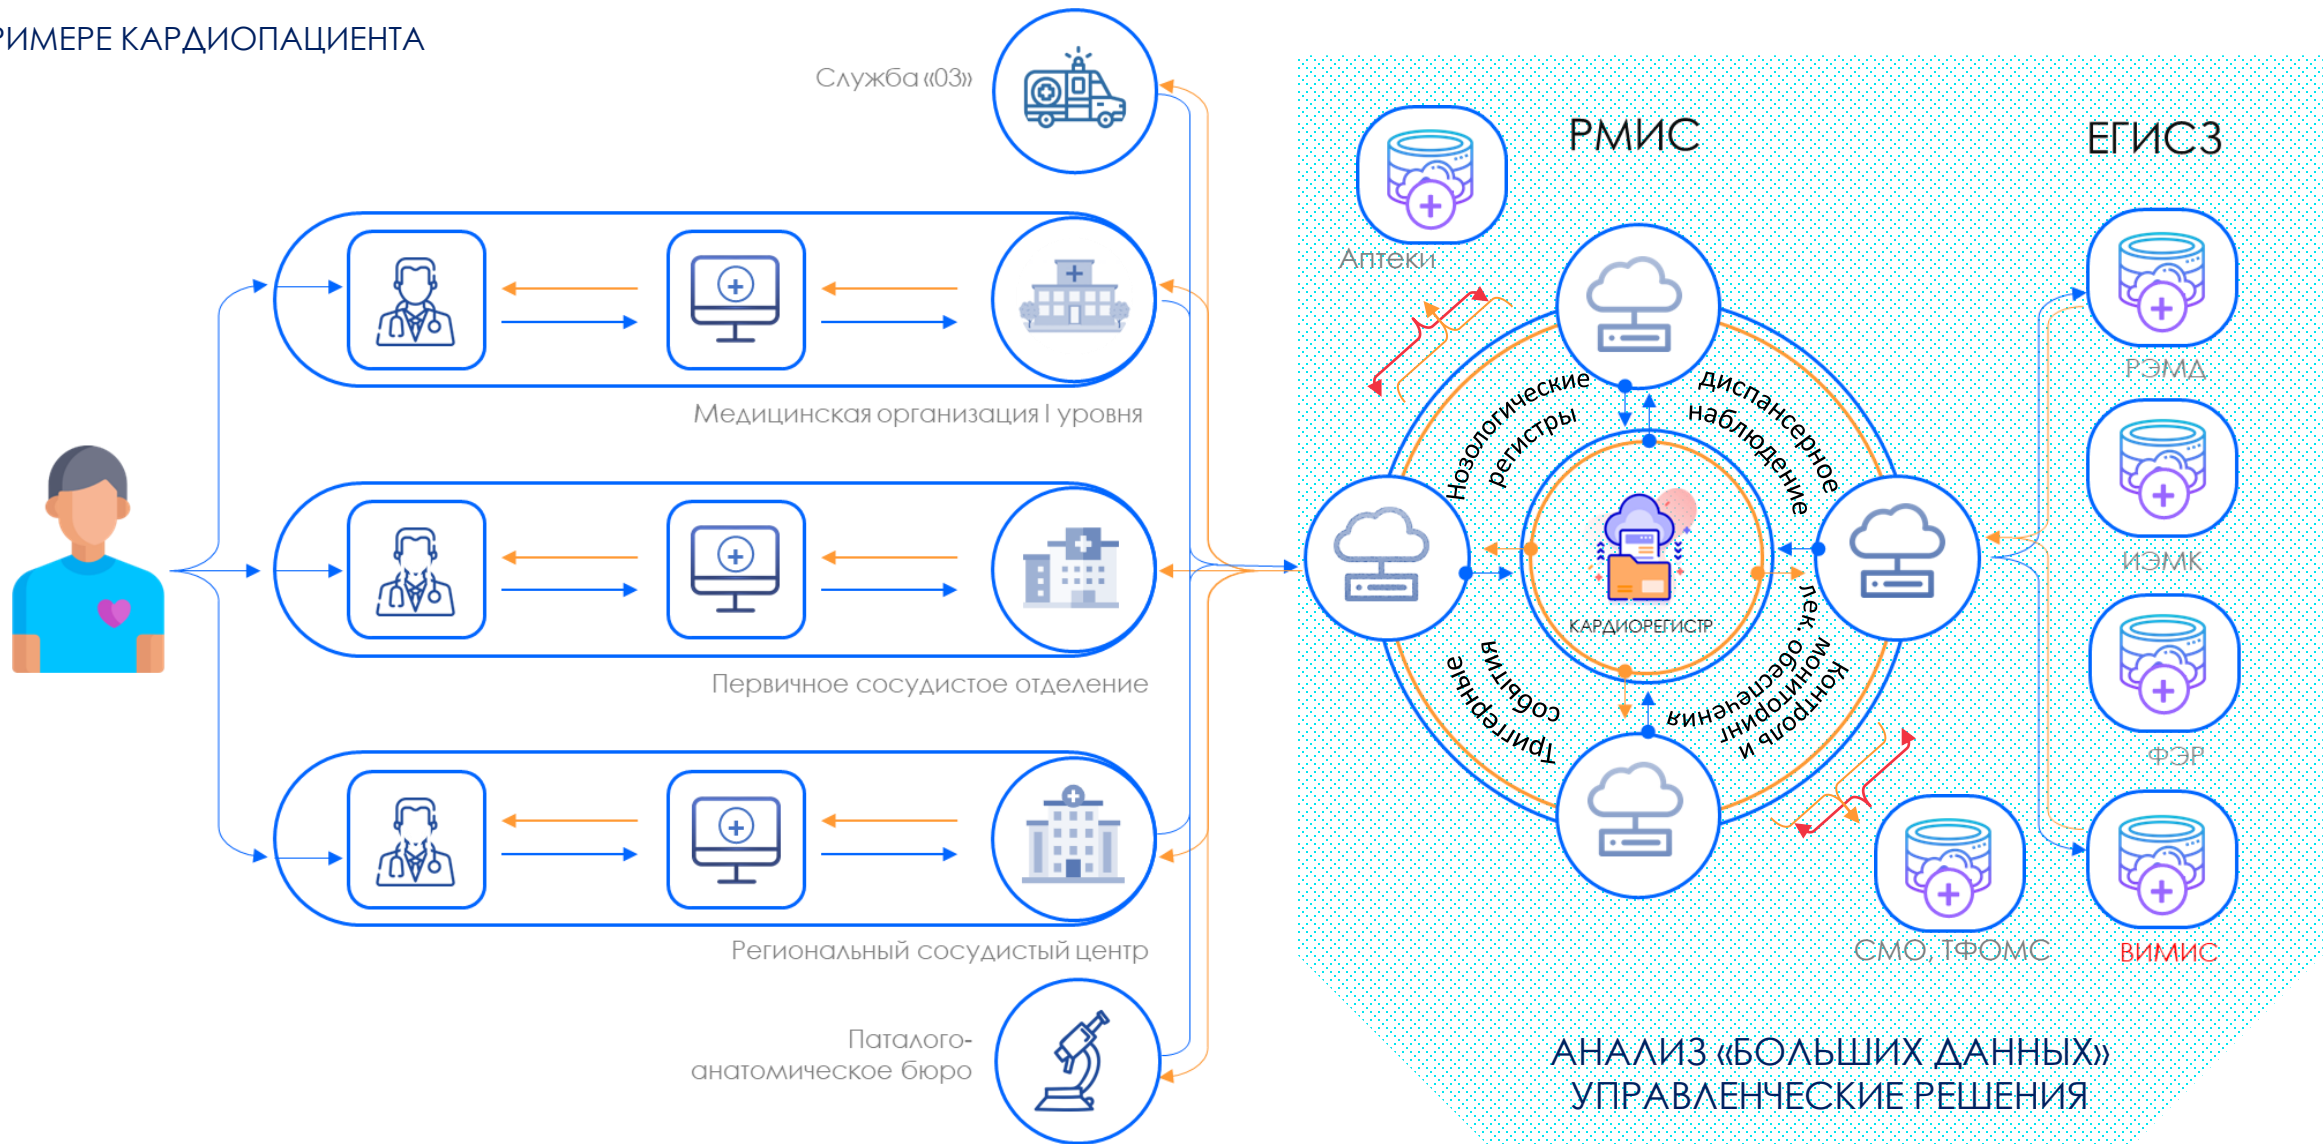 РИМЕРЕ КАРДИОПАЦИЕНТА
Служба «03»
Медицинская организация I уровня
Первичное сосудистое отделение
Региональный сосудистый центр
Паталого-
анатомическое бюро
РМИС
ЕГИСЗ
Аптеки
Нозологические
регистры
диспансерное
наблюдение
КАРДИОРЕГИСТР
Триггерные
события
Контроль и
мониторинг
лек. обеспечения
РЭМД
ИЭМК
ФЭР
СМО, ТФОМС
ВИМИС
АНАЛИЗ «БОЛЬШИХ ДАННЫХ»
УПРАВЛЕНЧЕСКИЕ РЕШЕНИЯ